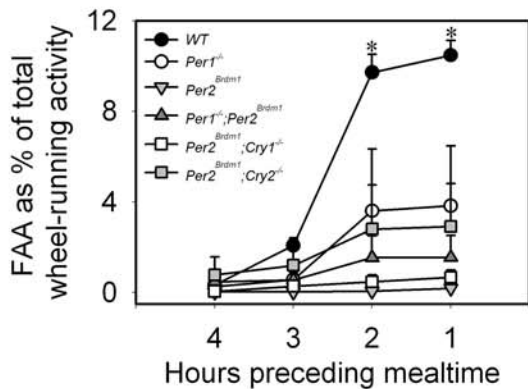 FAA as % of total
wheel-running activity
12
8
4
0
WT
Per1-/-
Per2Brdm1
Per1-/-;Per2Brdm1
Per2Brdm1;Cry1-/-
Per2Brdm1;Cry2-/-
* *
4 3 2 1
Hours preceding mealtime